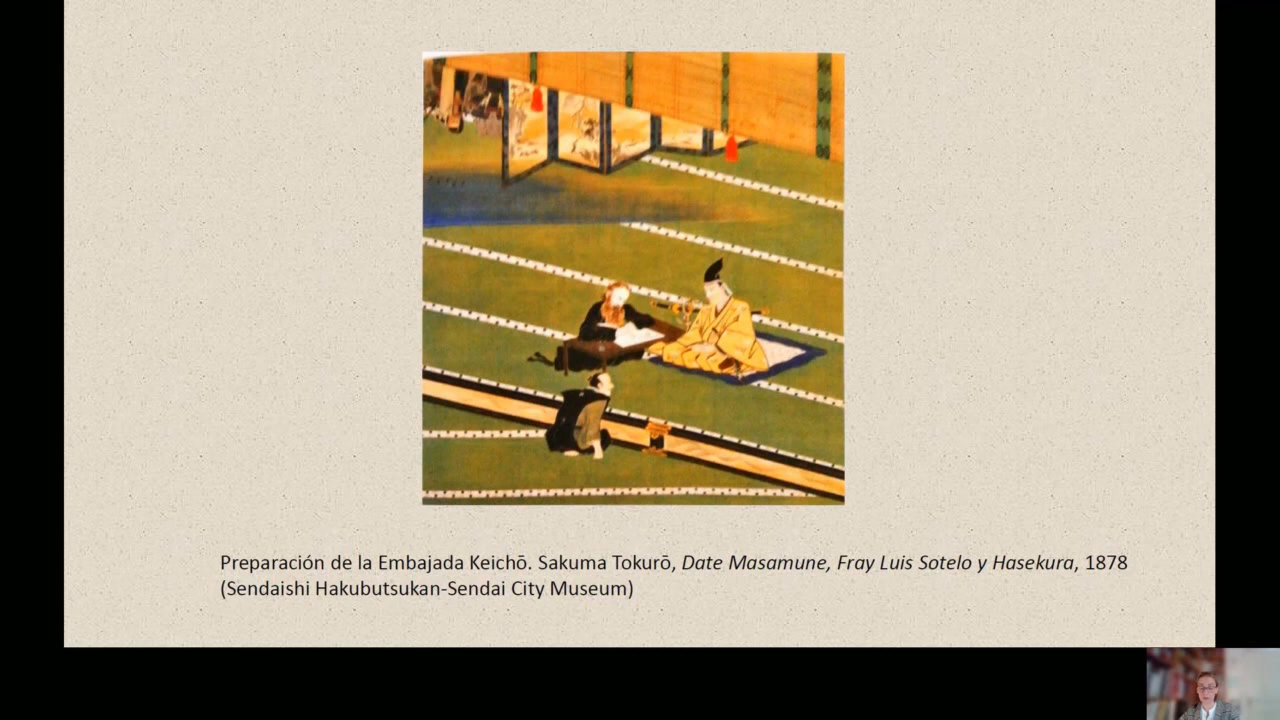 Preparación de la Embajada Keichō. Sakuma Tokurō, Date Masamune, Fray Luis Sotelo y Hasekura, 1878
(Sendaishi Hakubutsukan-Sendai City Museum)